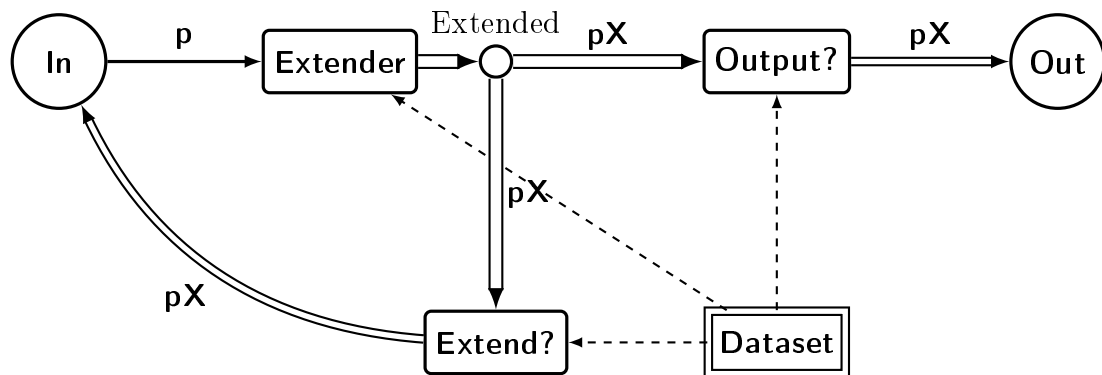 Extended
p
pX
pX
In
Extender
Output?
Out
pX
pX
Extend?
Dataset